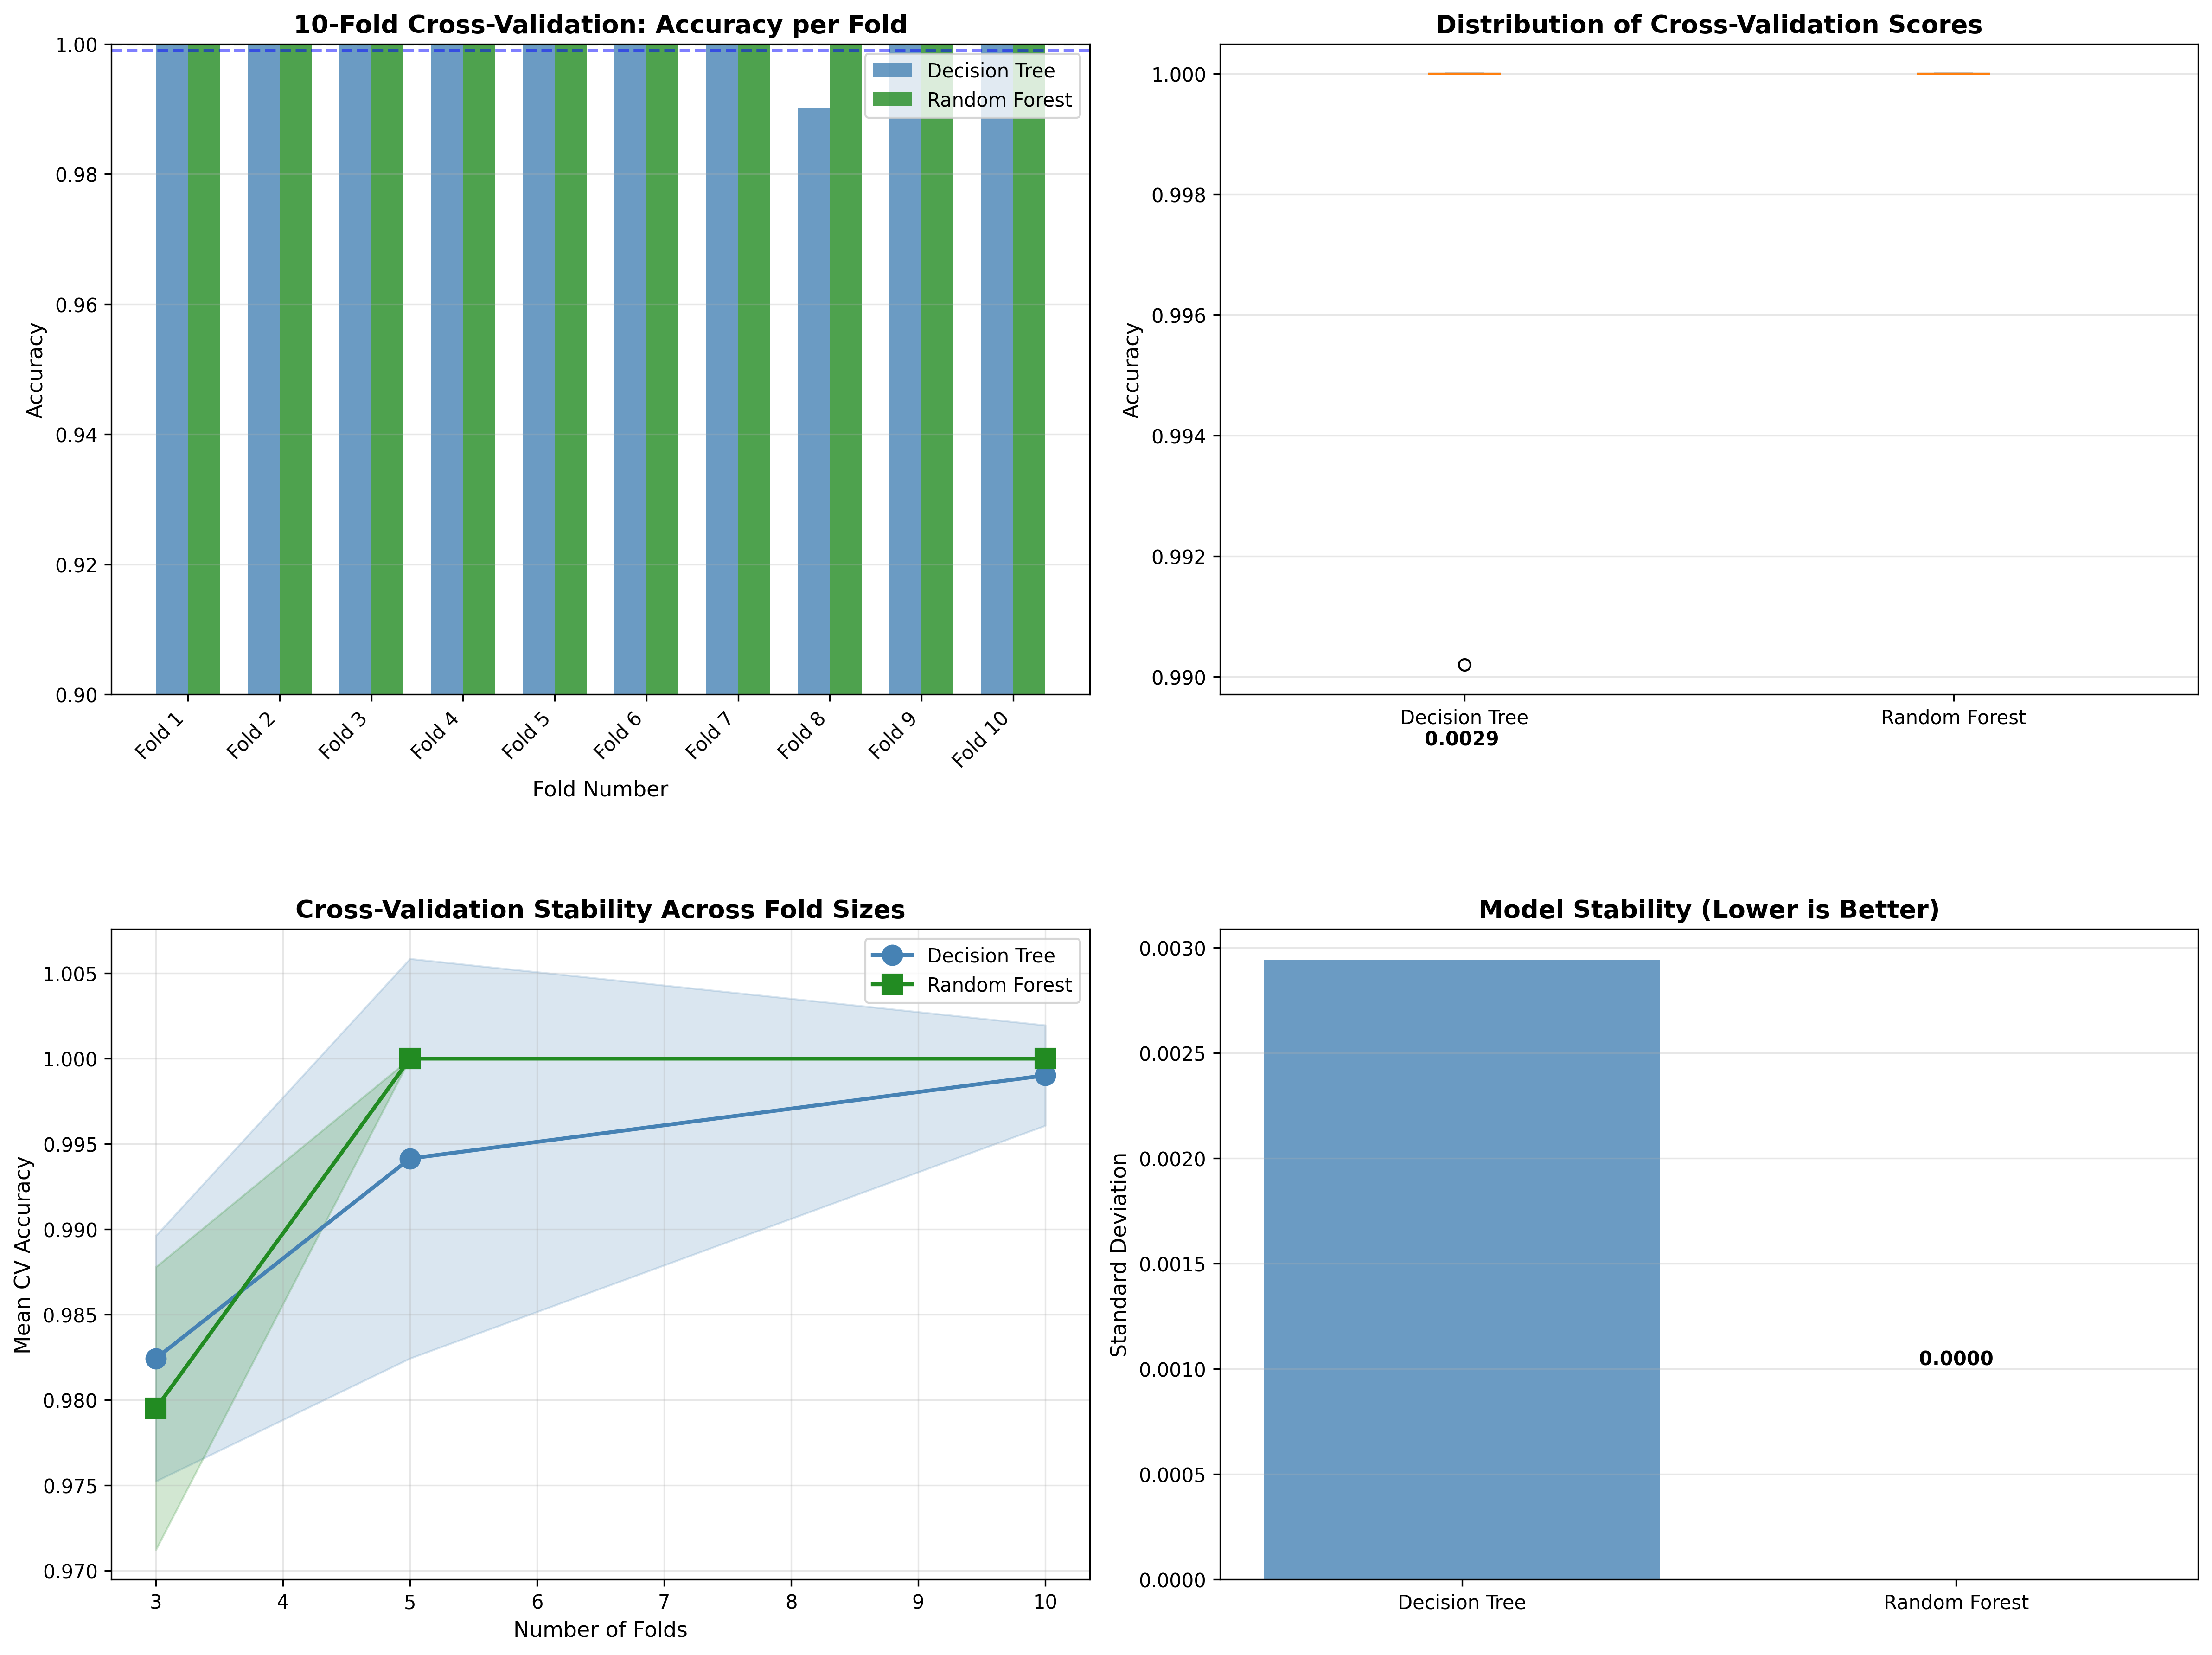 10-Fold Cross-Validation: Accuracy per Fold
1.00
0.98
0.96
0.94
0.92
0.90
Accuracy
Decision Tree
Random Forest
Fold 1
Fold 2
Fold 3
Fold 4
Fold 5
Fold 6
Fold 7
Fold 8
Fold 9
Fold 10
Fold Number
Distribution of Cross-Validation Scores
1.000
0.998
0.996
0.994
0.992
0.990
Accuracy
Decision Tree
Random Forest
0.0029
Cross-Validation Stability Across Fold Sizes
1.005
1.000
0.995
0.990
0.985
0.980
0.975
0.970
Mean CV Accuracy
Decision Tree
Random Forest
3 4 5 6 7 8 9 10
Number of Folds
Model Stability (Lower is Better)
0.0030
0.0025
0.0020
0.0015
0.0010
0.0005
0.0000
Standard Deviation
0.0000
Decision Tree
Random Forest